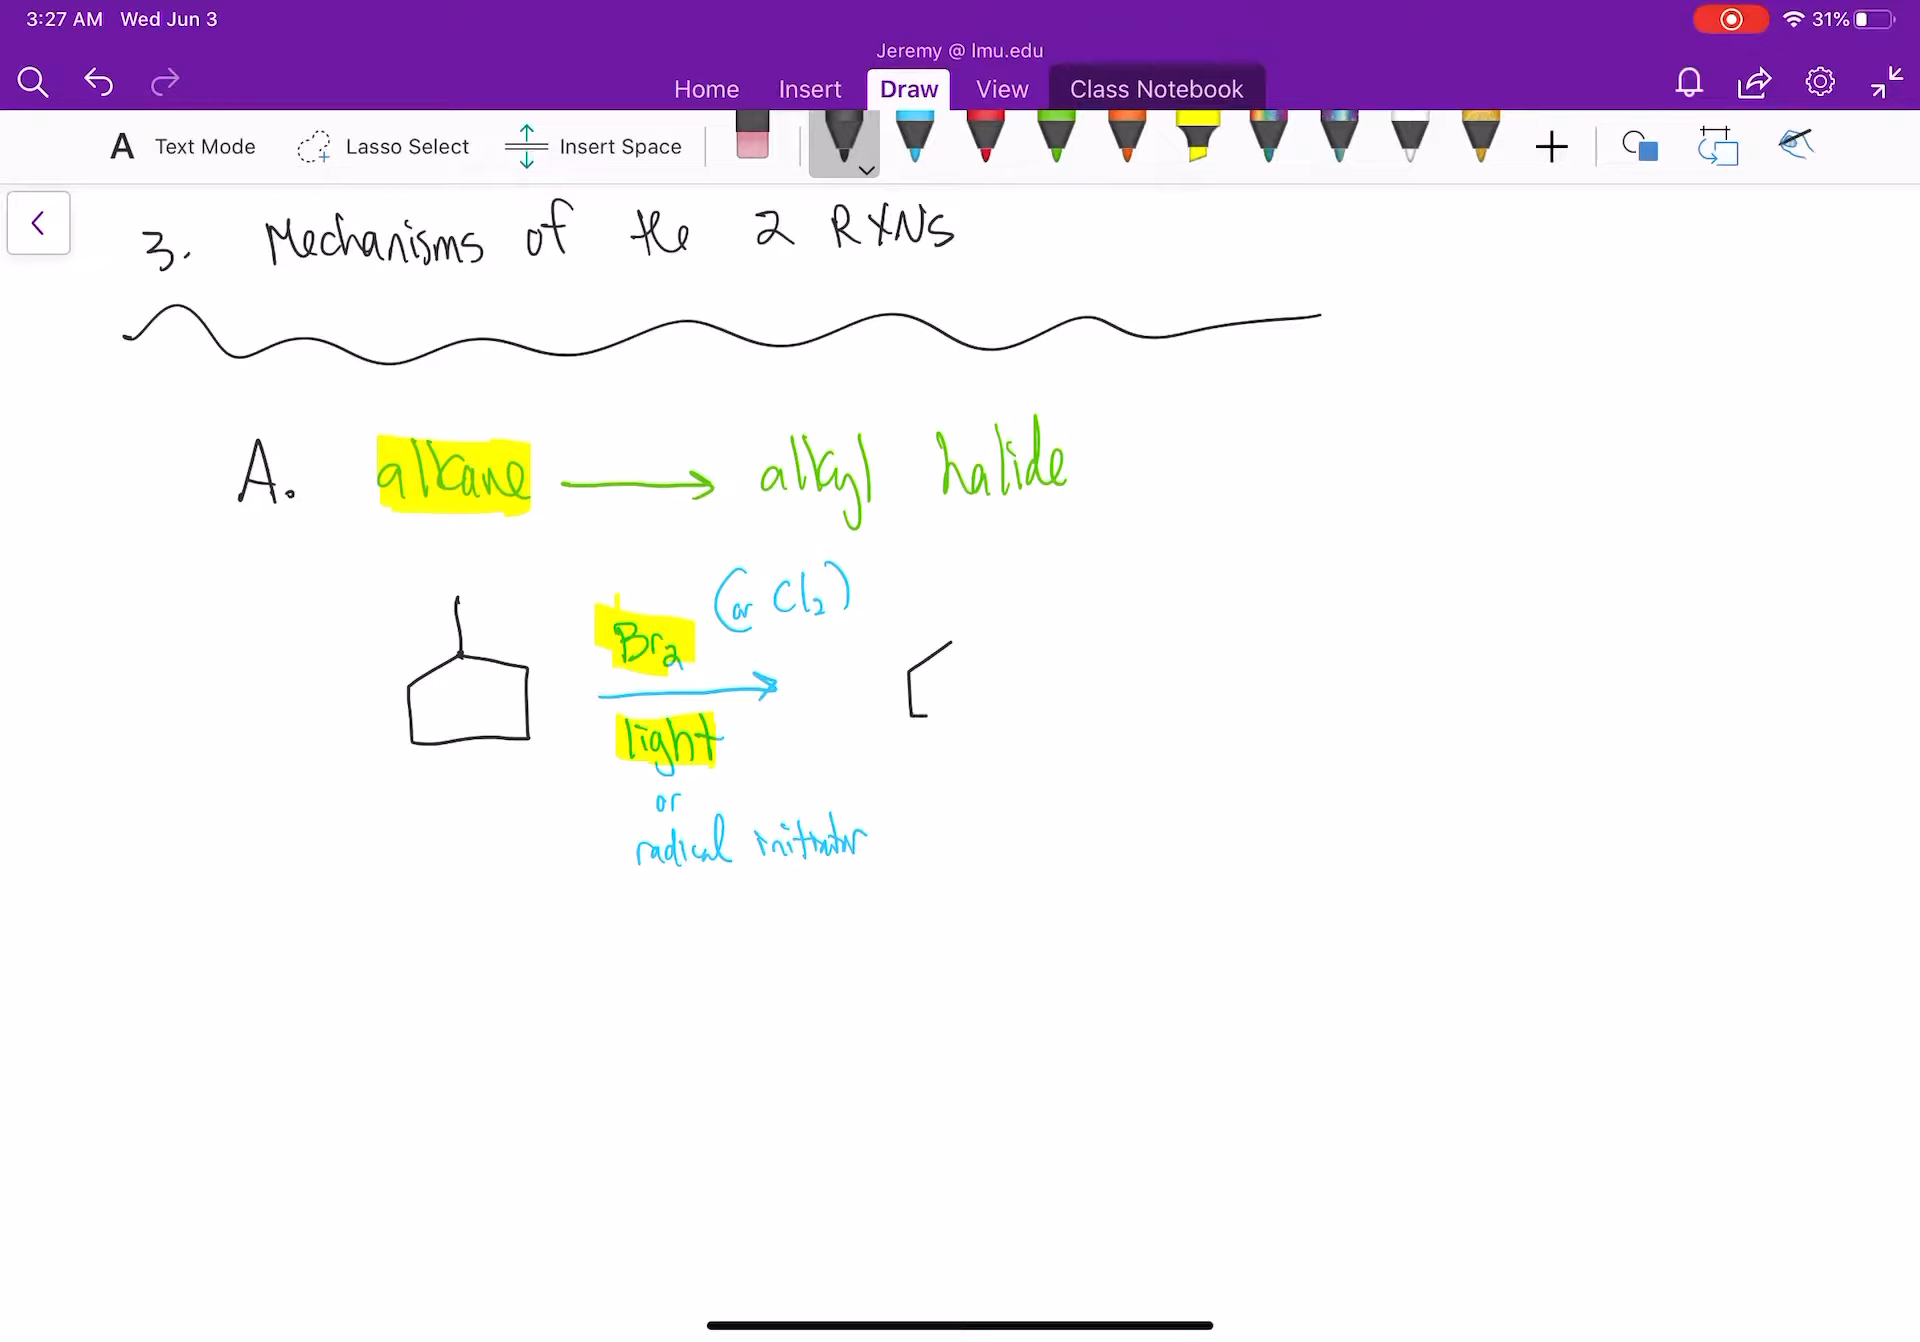 3:27 AM Wed Jun 3
31%
Jeremy @ lmu.edu
Home Insert Draw View Class Notebook
A Text Mode Lasso Select Insert Space
3. Mechanisms of the 2 RXNs
A. alkane → alkyl halide
(or Cl₂)
Br₂
light
or
radical initiator